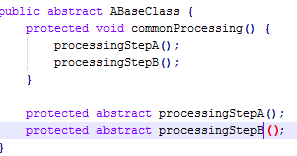 public abstract ABaseClass {
protected void commonProcessing() {
processingStepA();
processingStepB();
}
protected abstract processingStepA();
protected abstract processingStepB();
}